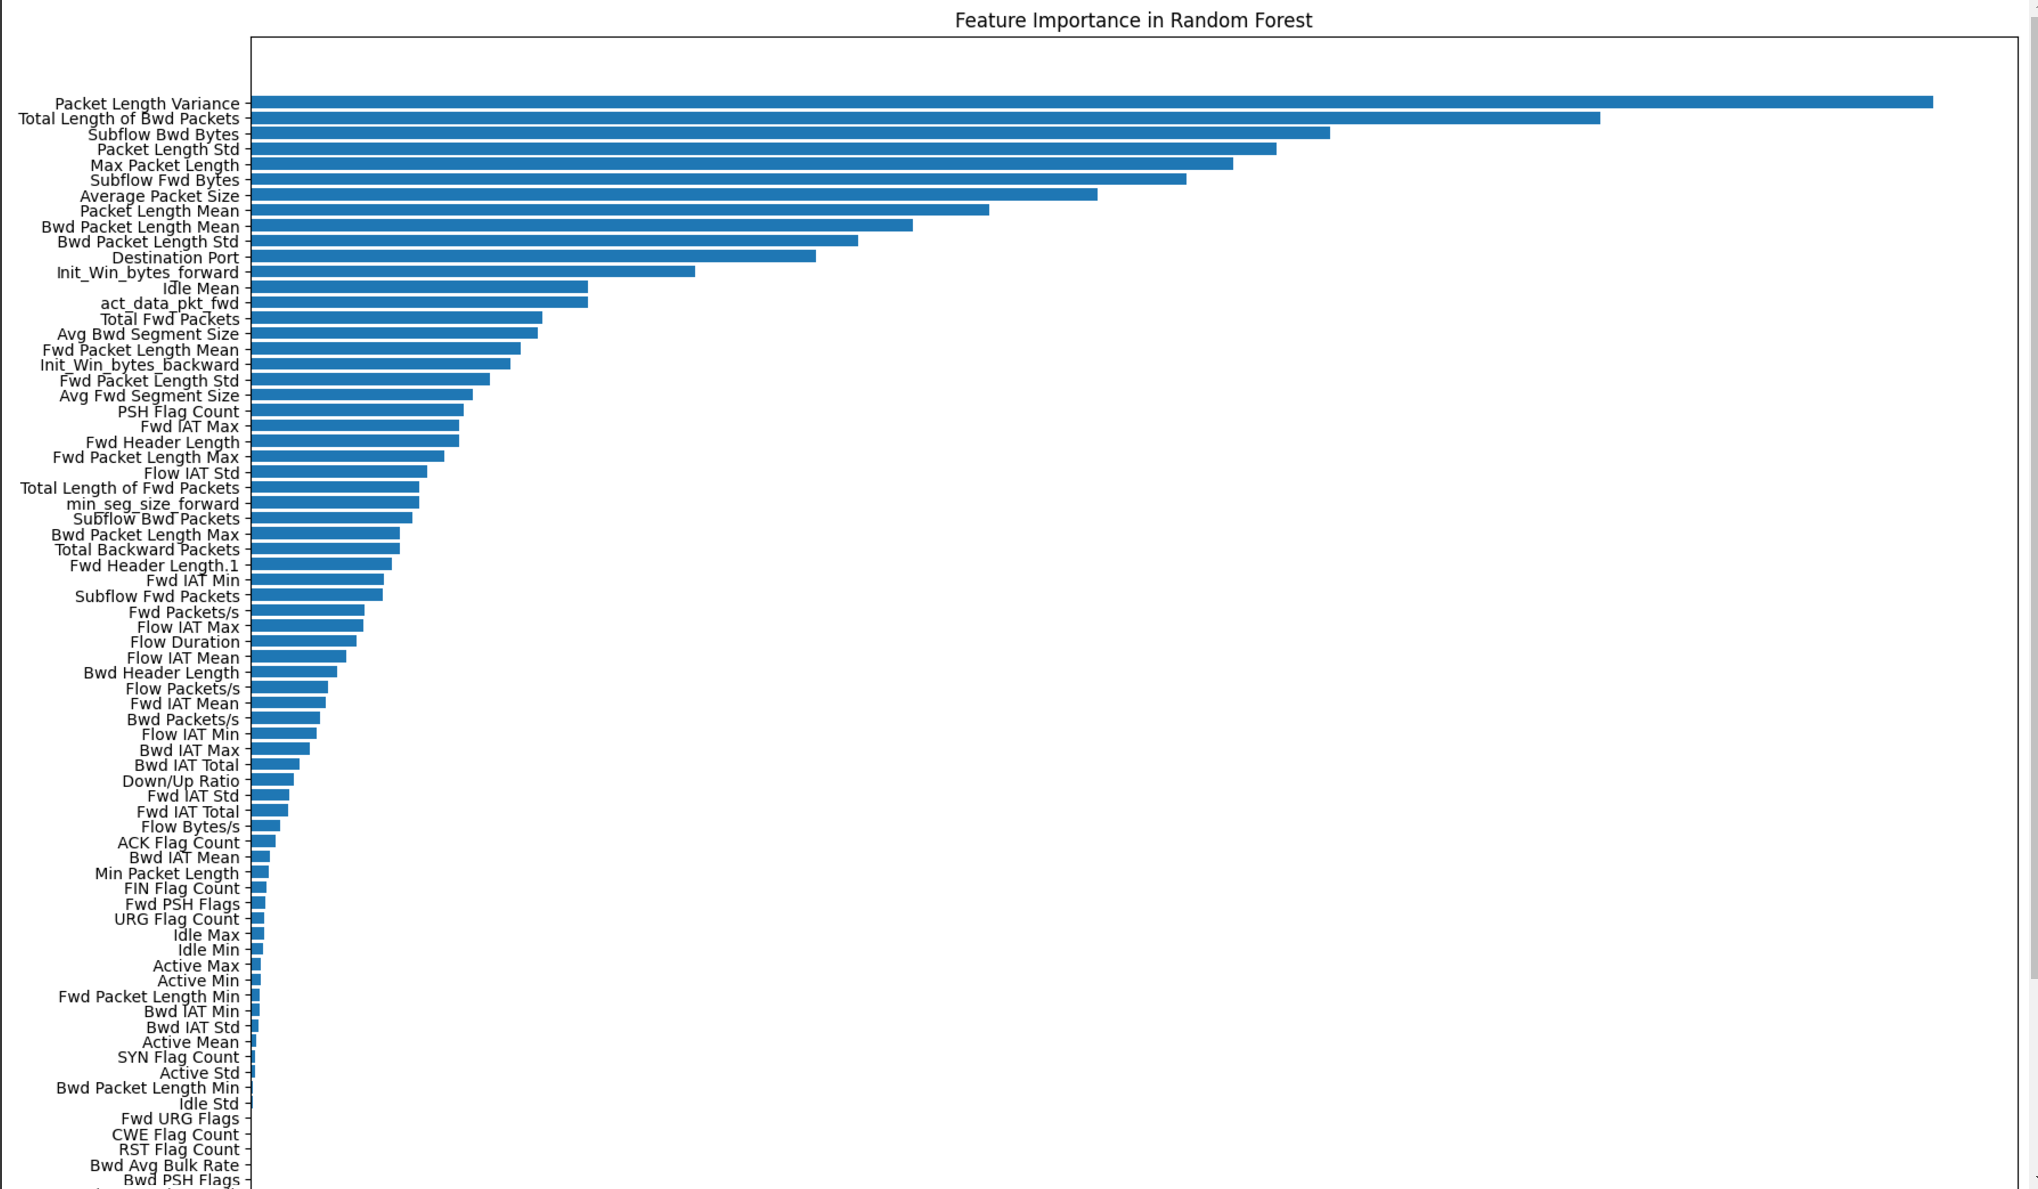 Feature Importance in Random Forest
Packet Length Variance
Total Length of Bwd Packets
Subflow Bwd Bytes
Packet Length Std
Max Packet Length
Subflow Fwd Bytes
Average Packet Size
Packet Length Mean
Bwd Packet Length Mean
Bwd Packet Length Std
Destination Port
Init_Win_bytes_forward
Idle Mean
act_data_pkt_fwd
Total Fwd Packets
Avg Bwd Segment Size
Fwd Packet Length Mean
Init_Win_bytes_backward
Fwd Packet Length Std
Avg Fwd Segment Size
PSH Flag Count
Fwd IAT Max
Fwd Header Length
Fwd Packet Length Max
Flow IAT Std
Total Length of Fwd Packets
min_seg_size_forward
Subflow Bwd Packets
Bwd Packet Length Max
Total Backward Packets
Fwd Header Length.1
Fwd IAT Min
Subflow Fwd Packets
Fwd Packets/s
Flow IAT Max
Flow Duration
Flow IAT Mean
Bwd Header Length
Flow Packets/s
Fwd IAT Mean
Bwd Packets/s
Flow IAT Min
Bwd IAT Max
Bwd IAT Total
Down/Up Ratio
Fwd IAT Std
Fwd IAT Total
Flow Bytes/s
ACK Flag Count
Bwd IAT Mean
Min Packet Length
FIN Flag Count
Fwd PSH Flags
URG Flag Count
Idle Max
Idle Min
Active Max
Active Min
Fwd Packet Length Min
Bwd IAT Min
Bwd IAT Std
Active Mean
SYN Flag Count
Active Std
Bwd Packet Length Min
Idle Std
Fwd URG Flags
CWE Flag Count
RST Flag Count
Bwd Avg Bulk Rate
Bwd PSH Flags